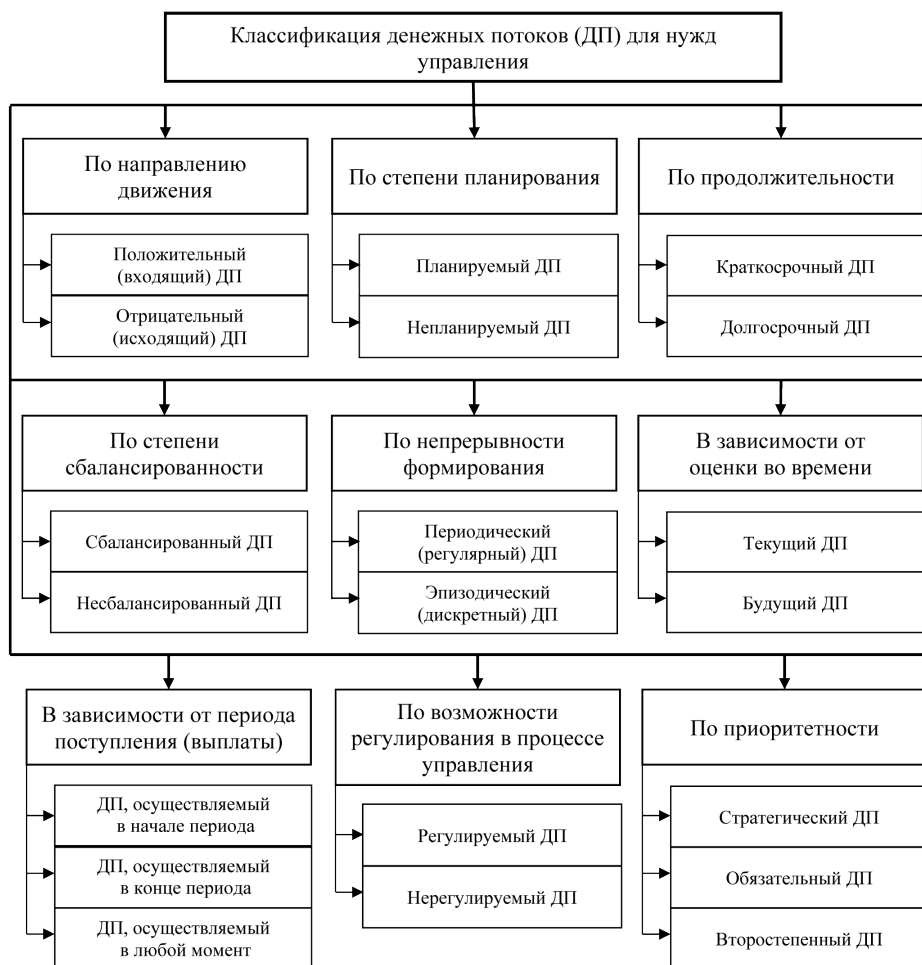 Классификация денежных потоков (ДП) для нужд
управления
По направлению
движения
Положительный
(входящий) ДП
Отрицательный
(исходящий) ДП
По степени планирования
Планируемый ДП
Непланируемый ДП
По продолжительности
Краткосрочный ДП
Долгосрочный ДП
По степени
сбалансированности
Сбалансированный ДП
Несбалансированный ДП
По непрерывности
формирования
Периодический
(регулярный) ДП
Эпизодический
(дискретный) ДП
В зависимости от
оценки во времени
Текущий ДП
Будущий ДП
В зависимости от периода
поступления (выплаты)
ДП, осуществляемый
в начале периода
ДП, осуществляемый
в конце периода
ДП, осуществляемый
в любой момент
По возможности
регулирования в процессе
управления
Регулируемый ДП
Нерегулируемый ДП
По приоритетности
Стратегический ДП
Обязательный ДП
Второстепенный ДП